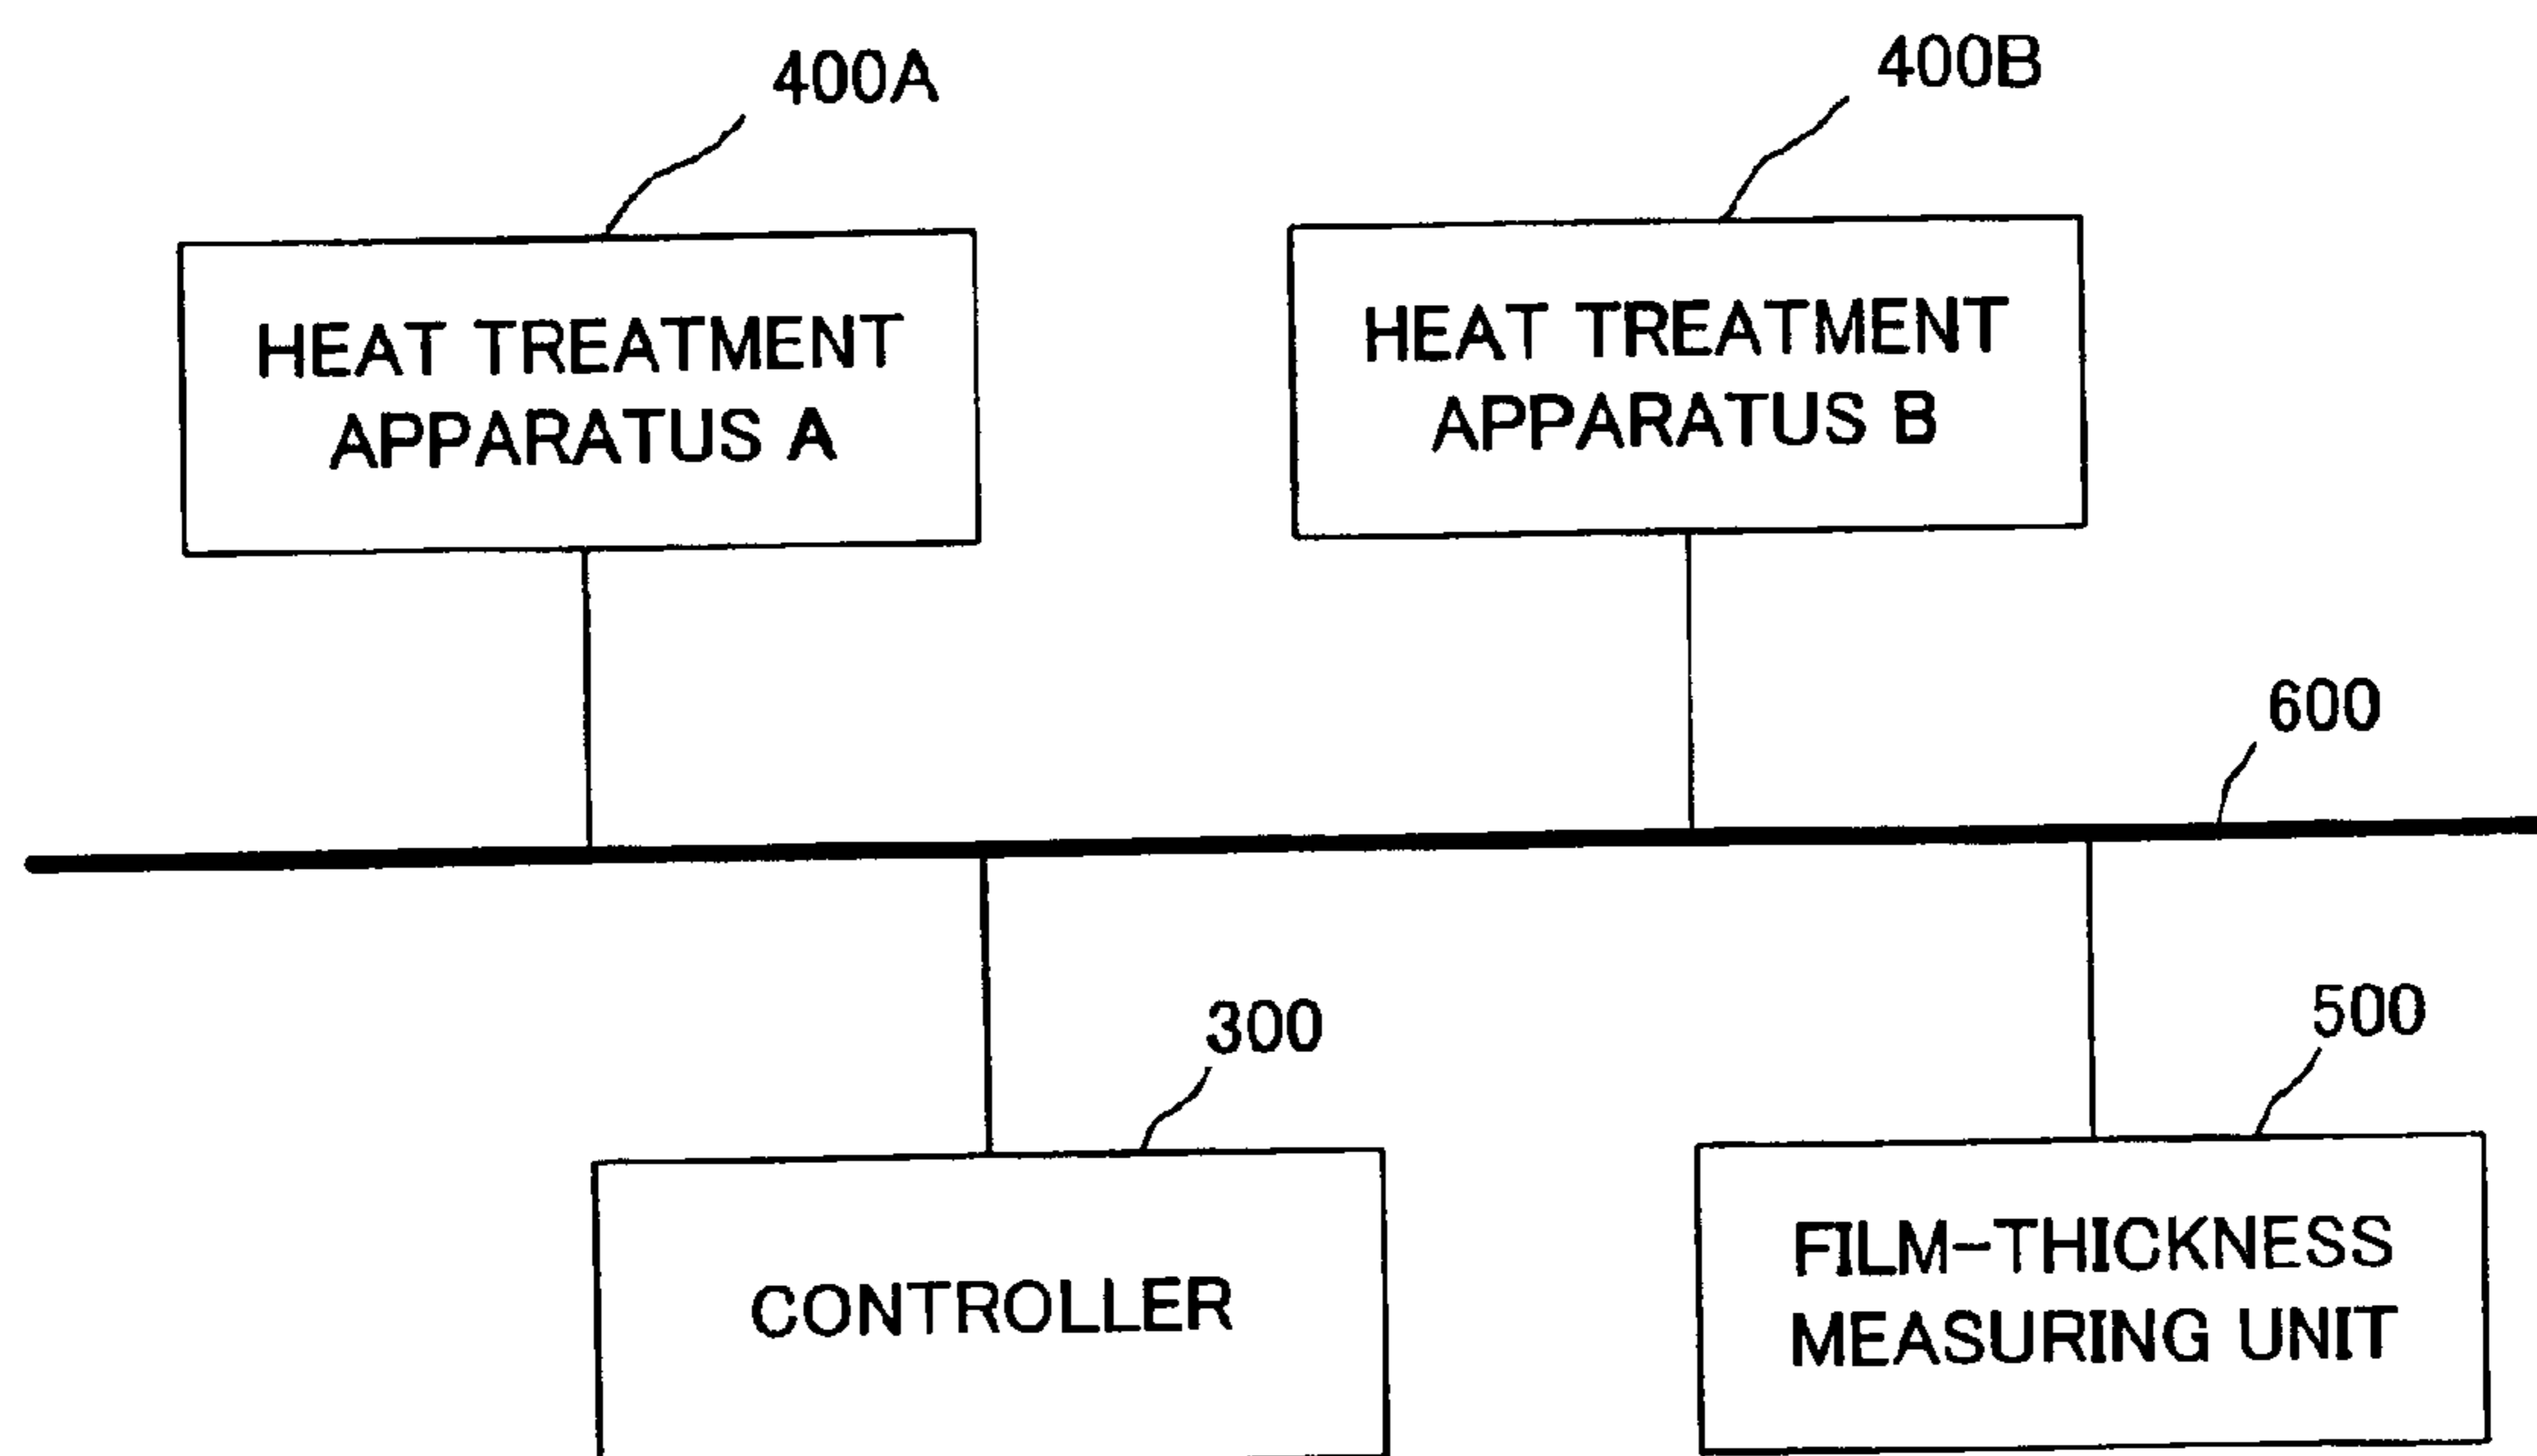 400A
400B
HEAT TREATMENT
APPARATUS A
HEAT TREATMENT
APPARATUS B
600
300
500
CONTROLLER
FILM-THICKNESS
MEASURING UNIT